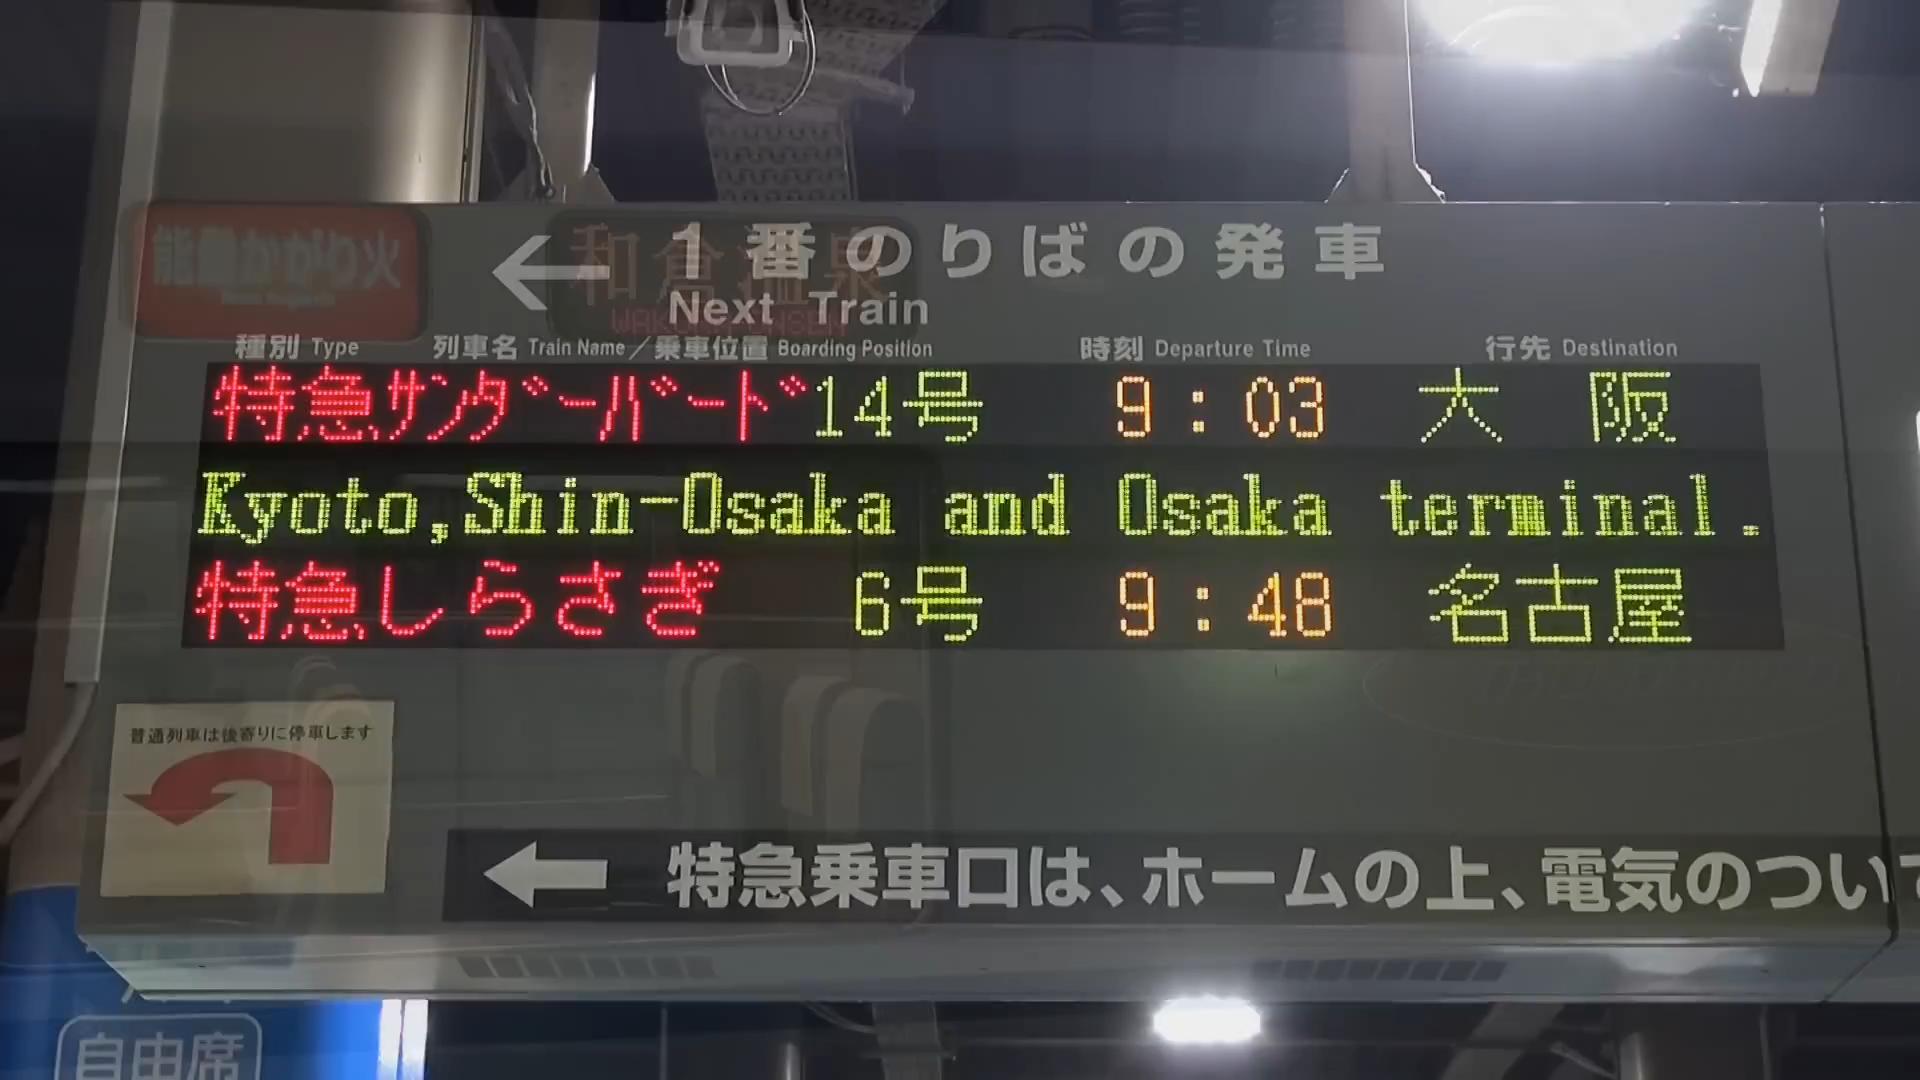 能登かがり火
和倉温泉
WAKURAONSEN
← 1番のりばの発車
Next Train
種別 Type 列車名 Train Name／乗車位置 Boarding Position 時刻 Departure Time 行先 Destination
特急サンダーバード14号 9:03 大阪
Kyoto,Shin-Osaka and Osaka terminal.
特急しらさぎ 6号 9:48 名古屋
普通列車は後寄りに停車します
← 特急乗車口は、ホームの上、電気のつい
自由席